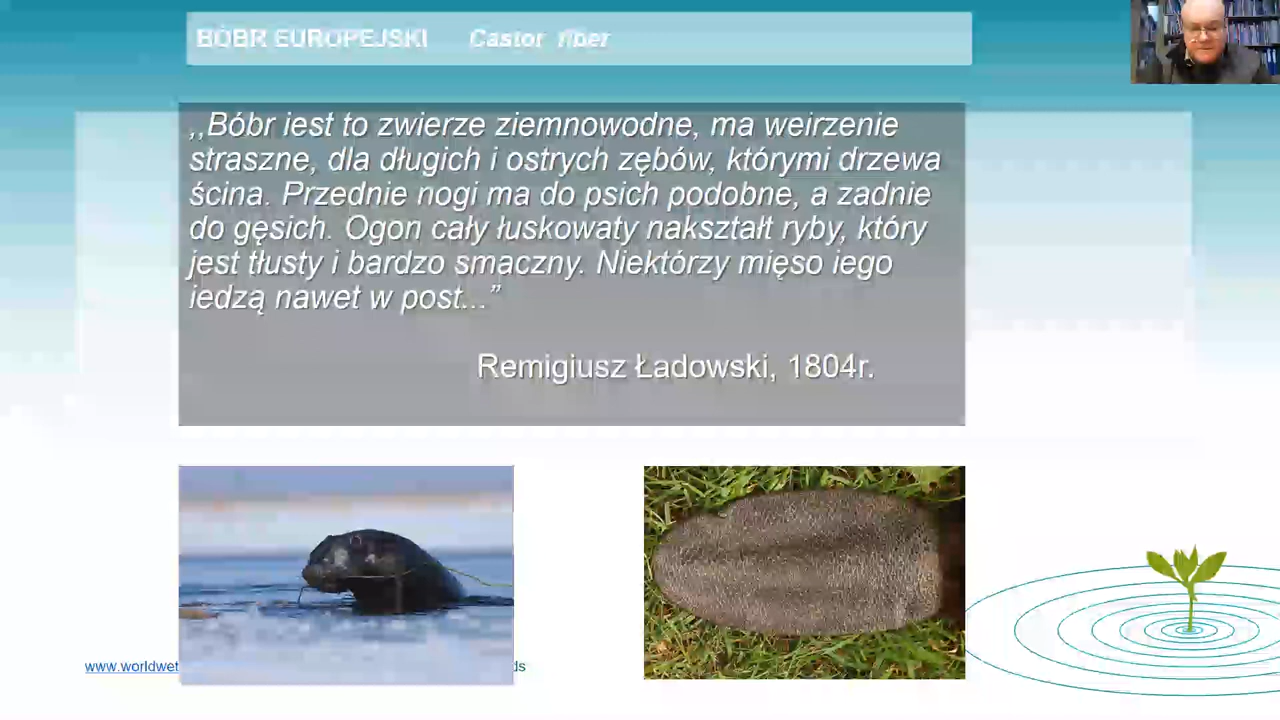 BÓBR EUROPEJSKI Castor fiber
,,Bóbr iest to zwierze ziemnowodne, ma weirzenie
straszne, dla długich i ostrych zębów, którymi drzewa
ścina. Przednie nogi ma do psich podobne, a zadnie
do gęsich. Ogon cały łuskowaty nakształt ryby, który
jest tłusty i bardzo smaczny. Niektórzy mięso iego
iedzą nawet w post...”
Remigiusz Ładowski, 1804r.
www.worldwet
ds